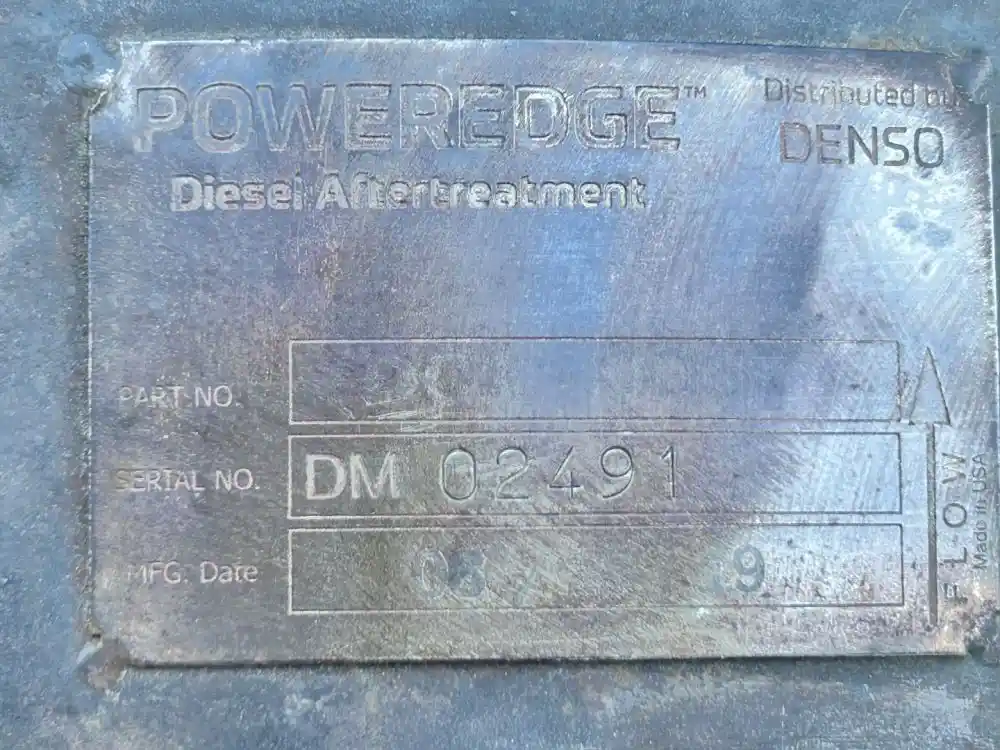 POWEREDGE™
Distributed by
DENSO
Diesel Aftertreatment
PART NO.
SERIAL NO. DM 02491
MFG. Date
FLOW
Made in USA